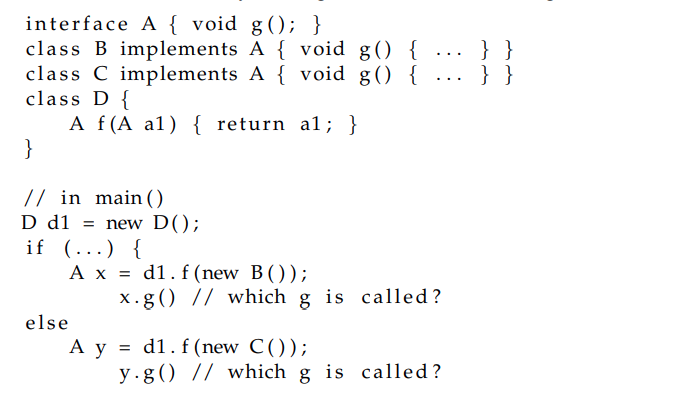 interface A { void g(); }
class B implements A { void g() { ... } }
class C implements A { void g() { ... } }
class D {
    A f(A a1) { return a1; }
}

// in main()
D d1 = new D();
if (...) {
    A x = d1.f(new B());
        x.g() // which g is called?
else
    A y = d1.f(new C());
        y.g() // which g is called?